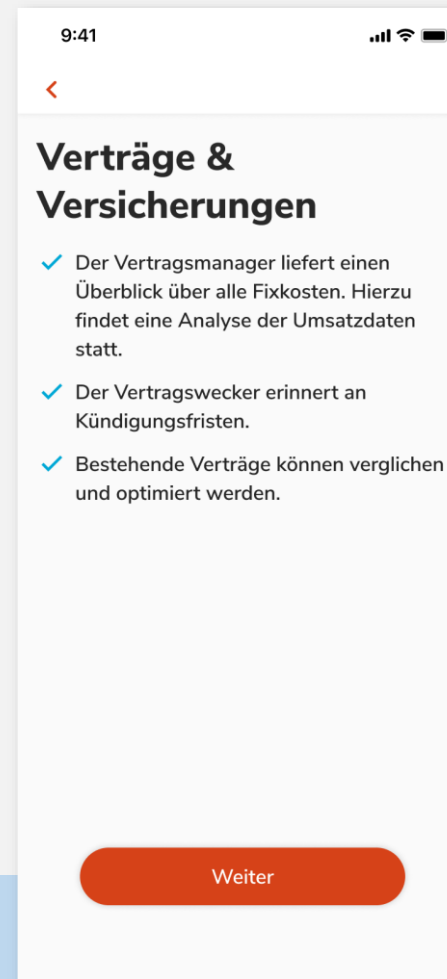 9:41
Verträge &
Versicherungen
Der Vertragsmanager liefert einen
Überblick über alle Fixkosten. Hierzu
findet eine Analyse der Umsatzdaten
statt.
Der Vertragswecker erinnert an
Kündigungsfristen.
Bestehende Verträge können verglichen
und optimiert werden.
Weiter